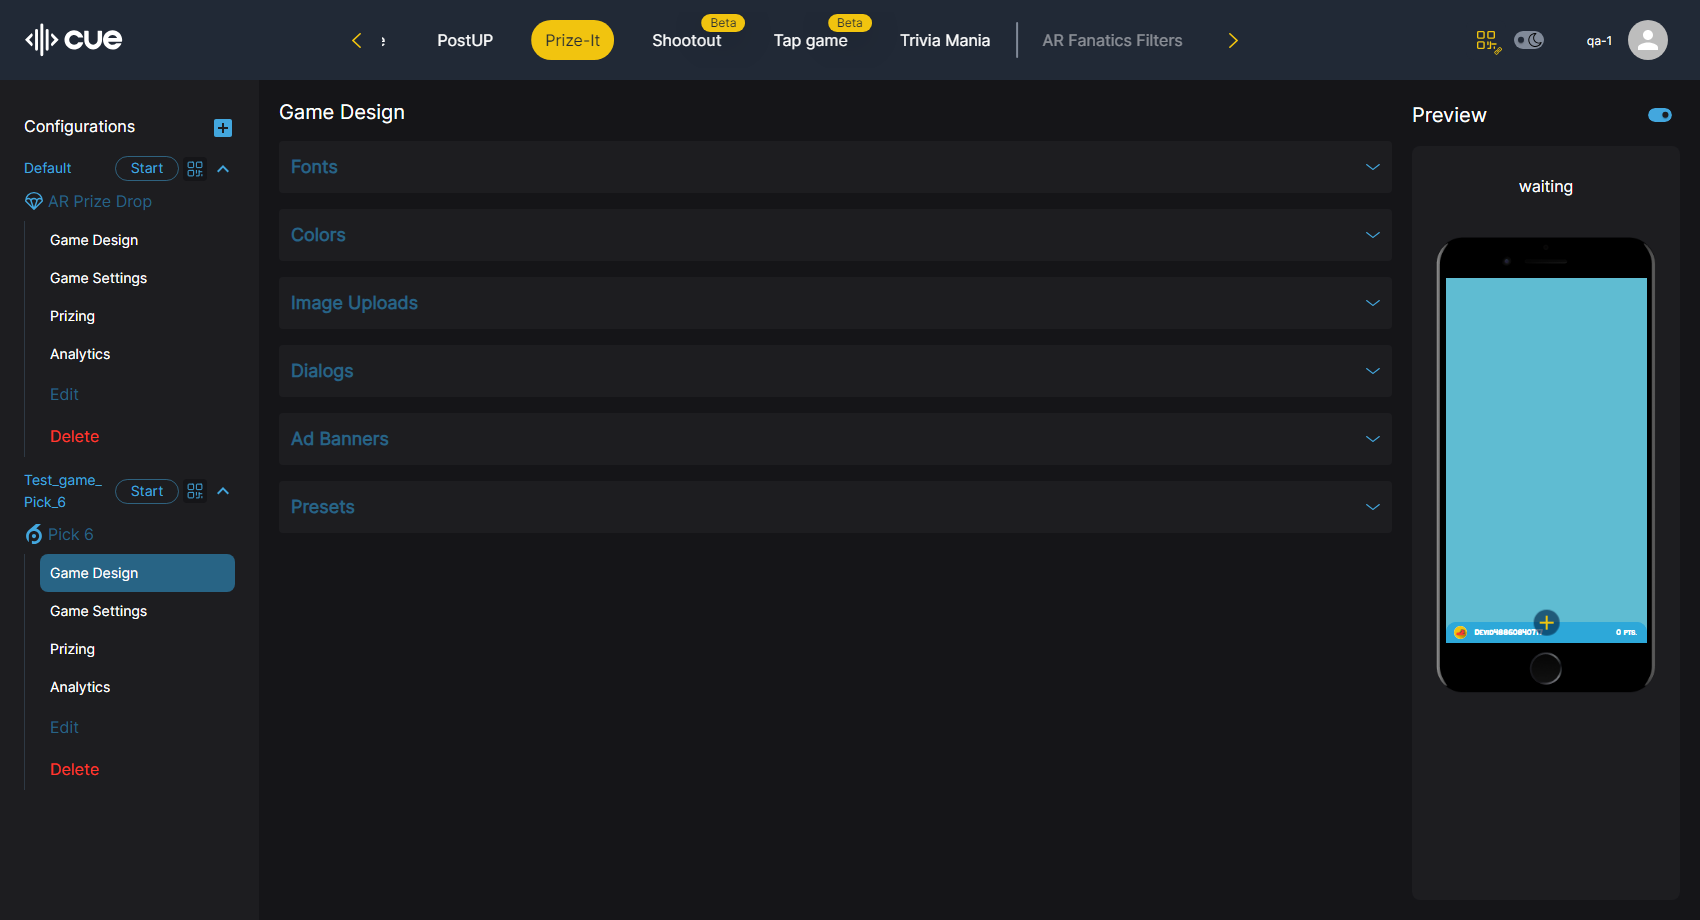 cue
PostUP
Prize-It
Beta
Shootout
Beta
Tap game
Trivia Mania
AR Fanatics Filters
qa-1
Configurations
Default
Start
AR Prize Drop
Game Design
Game Settings
Prizing
Analytics
Edit
Delete
Test_game_
Pick_6
Start
Pick 6
Game Design
Game Settings
Prizing
Analytics
Edit
Delete
Game Design
Fonts
Colors
Image Uploads
Dialogs
Ad Banners
Presets
Preview
waiting
0 PTS.